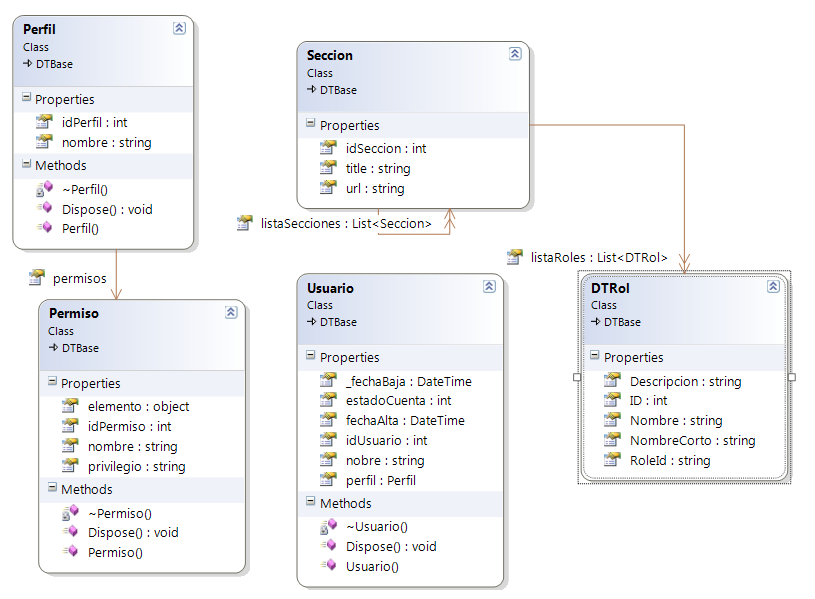 Perfil
Class
DTBase
Properties
idPerfil : int
nombre : string
Methods
~Perfil()
Dispose() : void
Perfil()
permisos
Permiso
Class
DTBase
Properties
elemento : object
idPermiso : int
nombre : string
privilegio : string
Methods
~Permiso()
Dispose() : void
Permiso()
Seccion
Class
DTBase
Properties
idSeccion : int
title : string
url : string
listaSecciones : List<Seccion>
Usuario
Class
DTBase
Properties
_fechaBaja : DateTime
estadoCuenta : int
fechaAlta : DateTime
idUsuario : int
nobre : string
perfil : Perfil
Methods
~Usuario()
Dispose() : void
Usuario()
listaRoles : List<DTRol>
DTRol
Class
DTBase
Properties
Descripcion : string
ID : int
Nombre : string
NombreCorto : string
RoleId : string